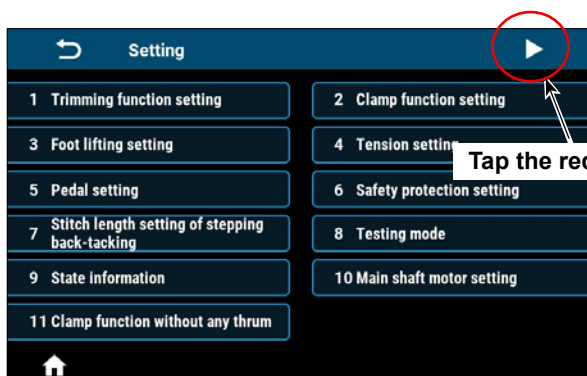 Setting
1 Trimming function setting
2 Clamp function setting
3 Foot lifting setting
4 Tension setting
Tap the rec
5 Pedal setting
6 Safety protection setting
7 Stitch length setting of stepping
back-tacking
8 Testing mode
9 State information
10 Main shaft motor setting
11 Clamp function without any thrum